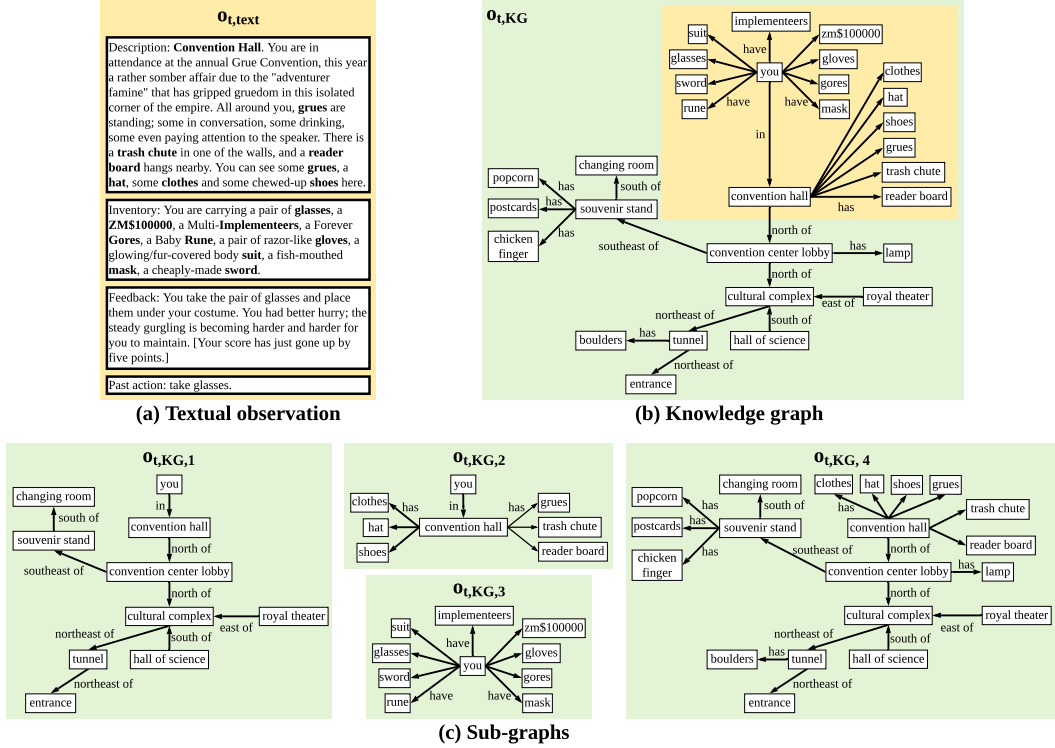 o_t,text
Description: Convention Hall. You are in
attendance at the annual Grue Convention, this year
a rather somber affair due to the "adventurer
famine" that has gripped gruedom in this isolated
corner of the empire. All around you, grues are
standing; some in conversation, some drinking,
some even paying attention to the speaker. There is
a trash chute in one of the walls, and a reader
board hangs nearby. You can see some grues, a
hat, some clothes and some chewed-up shoes here.
Inventory: You are carrying a pair of glasses, a
ZM$100000, a Multi-Implementeers, a Forever
Gores, a Baby Rune, a pair of razor-like gloves, a
glowing/fur-covered body suit, a fish-mouthed
mask, a cheaply-made sword.
Feedback: You take the pair of glasses and place
them under your costume. You had better hurry; the
steady gurgling is becoming harder and harder for
you to maintain. [Your score has just gone up by
five points.]
Past action: take glasses.
(a) Textual observation
o_t,KG
implementeers
suit
zm$100000
have
glasses
gloves
you
clothes
sword
gores
hat
rune
have
have
mask
shoes
in
grues
changing room
trash chute
popcorn
has
south of
convention hall
reader board
postcards
has
souvenir stand
has
has
north of
chicken
finger
southeast of
convention center lobby
has
lamp
north of
cultural complex
royal theater
east of
northeast of
south of
boulders
has
tunnel
hall of science
northeast of
entrance
(b) Knowledge graph
o_t,KG,1
changing room
you
in
south of
convention hall
souvenir stand
north of
southeast of
convention center lobby
north of
cultural complex
royal theater
east of
northeast of
south of
tunnel
hall of science
northeast of
entrance
o_t,KG,2
you
clothes
has
in
has
grues
hat
convention hall
trash chute
shoes
reader board
o_t,KG,3
implementeers
suit
zm$100000
have
glasses
gloves
you
sword
gores
rune
have
have
mask
o_t,KG, 4
changing room
clothes
hat
shoes
grues
popcorn
has
south of
has
trash chute
postcards
has
souvenir stand
convention hall
reader board
has
southeast of
north of
chicken
finger
convention center lobby
has
lamp
north of
cultural complex
royal theater
east of
northeast of
south of
boulders
has
tunnel
hall of science
northeast of
entrance
(c) Sub-graphs